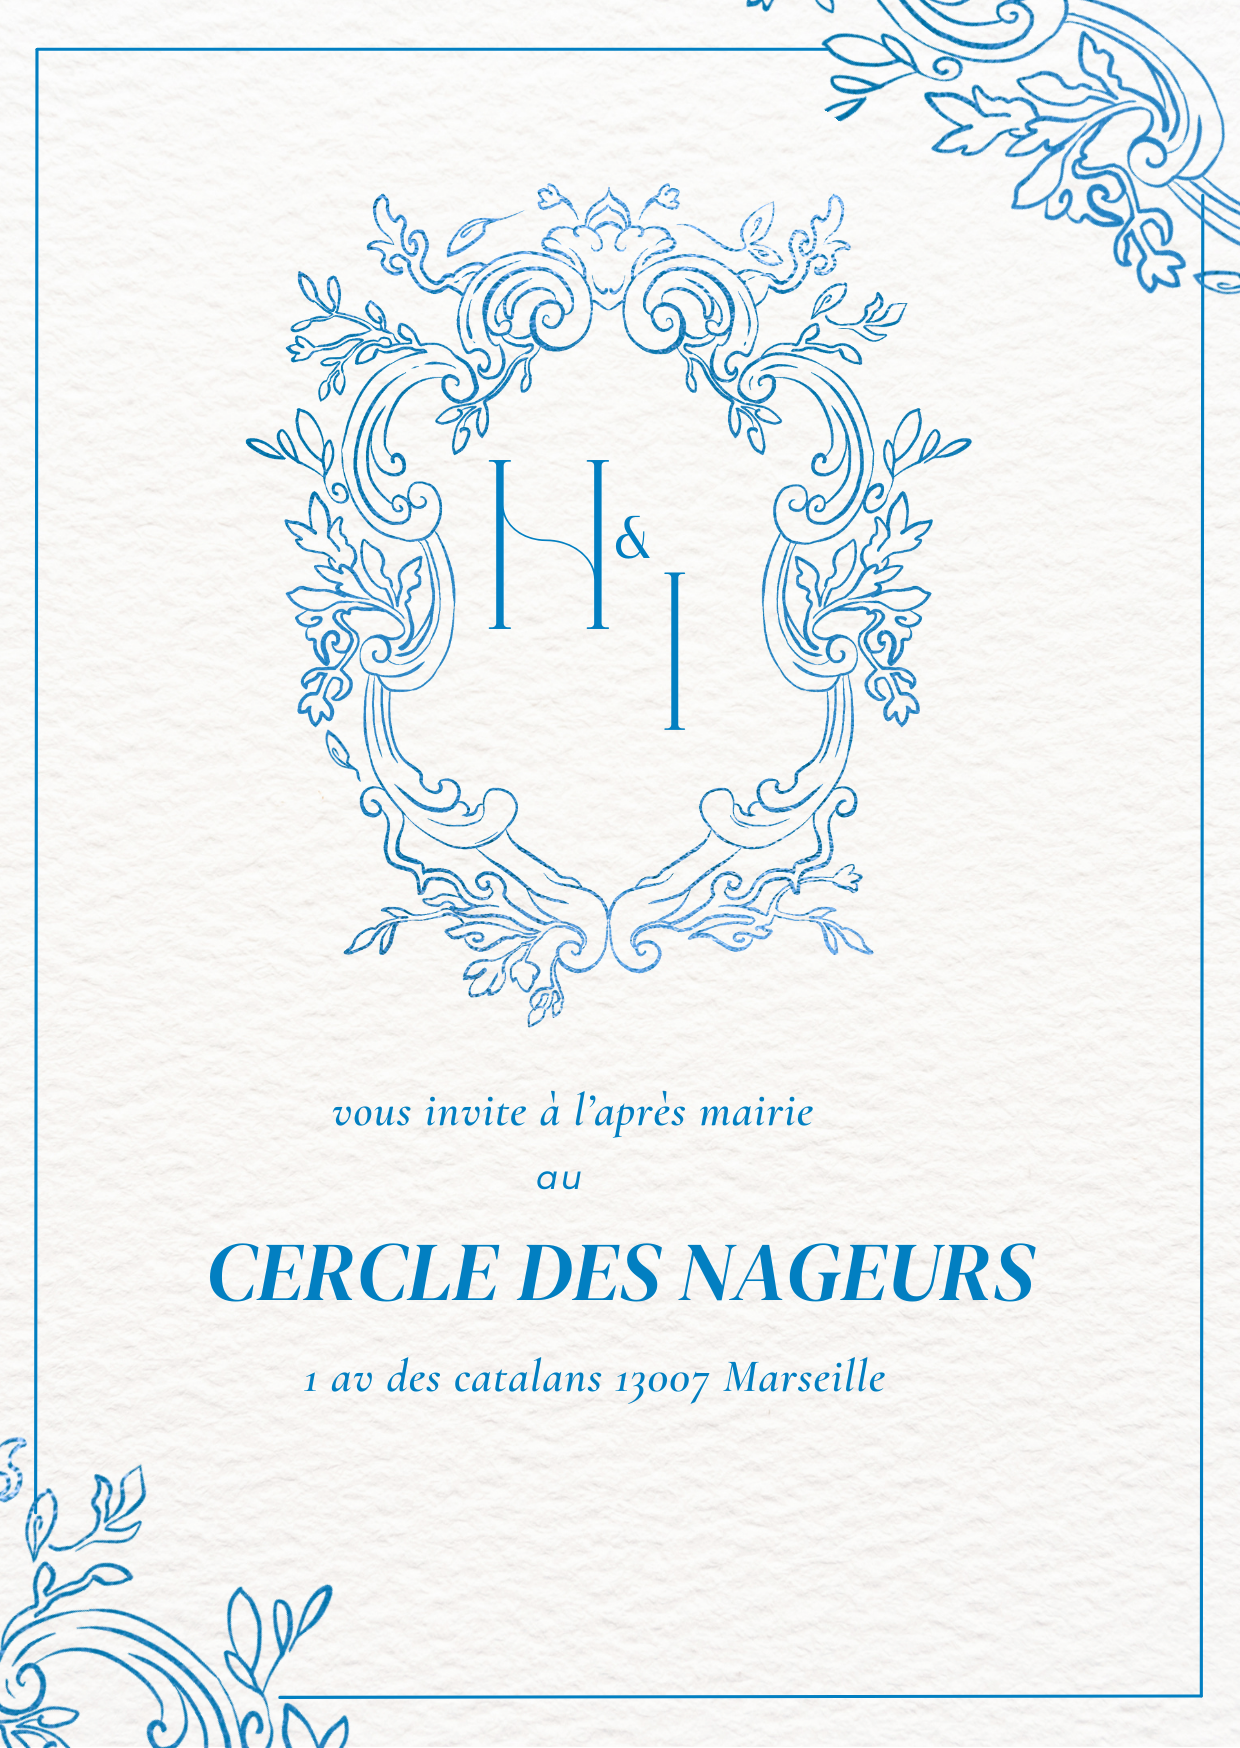 H & I
vous invite à l’après mairie
au
CERCLE DES NAGEURS
1 av des catalans 13007 Marseille